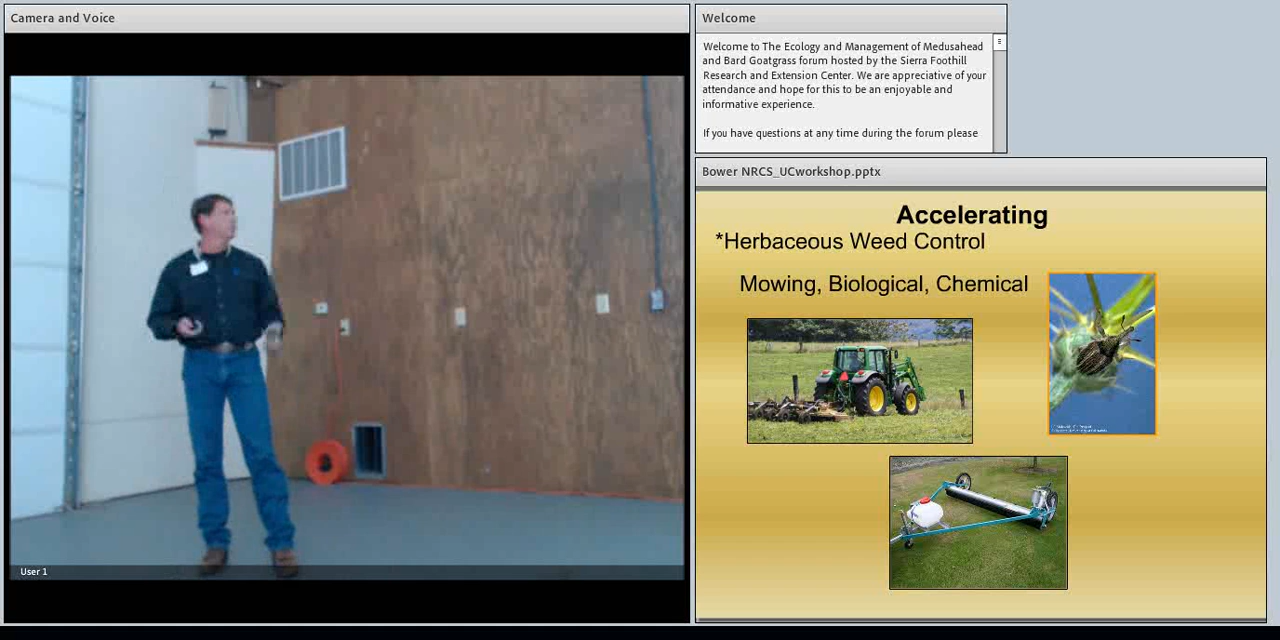 Camera and Voice
User 1
Welcome
Welcome to The Ecology and Management of Medusahead
and Bard Goatgrass forum hosted by the Sierra Foothill
Research and Extension Center. We are appreciative of your
attendance and hope for this to be an enjoyable and
informative experience.
If you have questions at any time during the forum please
Bower NRCS_UCworkshop.pptx
Accelerating
*Herbaceous Weed Control
Mowing, Biological, Chemical